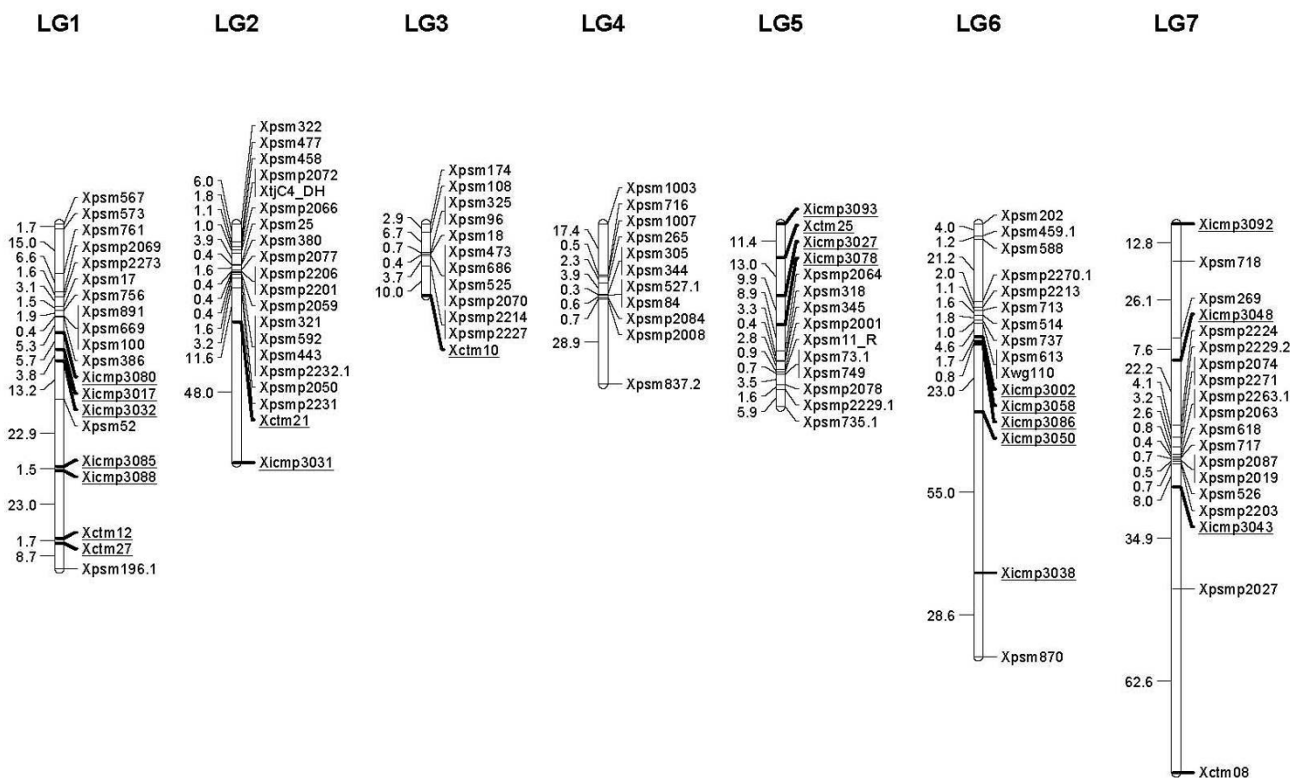 LG1
LG2
LG3
LG4
LG5
LG6
LG7
1.7
15.0
6.6
1.6
3.1
1.5
1.9
0.4
5.3
5.7
3.8
13.2
22.9
1.5
23.0
1.7
8.7
Xpsm567
Xpsm573
Xpsm761
Xpsmp2069
Xpsmp2273
Xpsm17
Xpsm756
Xpsm891
Xpsm669
Xpsm100
Xpsm386
Xicmp3080
Xicmp3017
Xicmp3032
Xpsm52
Xicmp3085
Xicmp3088
Xctm12
Xctm27
Xpsm196.1
6.0
1.8
1.1
1.0
3.9
0.4
1.6
0.4
0.4
1.6
3.2
11.6
48.0
Xpsm322
Xpsm477
Xpsm458
Xpsmp2072
XtjC4_DH
Xpsmp2066
Xpsm25
Xpsm380
Xpsmp2077
Xpsmp2206
Xpsmp2201
Xpsmp2059
Xpsm321
Xpsm592
Xpsm443
Xpsmp2232.1
Xpsmp2050
Xpsmp2231
Xctm21
Xicmp3031
2.9
6.7
0.7
0.4
3.7
10.0
Xpsm174
Xpsm108
Xpsm325
Xpsm96
Xpsm18
Xpsm473
Xpsm686
Xpsm525
Xpsmp2070
Xpsmp2214
Xpsmp2227
Xctm10
17.4
0.5
2.3
3.9
0.3
0.6
0.7
28.9
Xpsm1003
Xpsm716
Xpsm1007
Xpsm265
Xpsm305
Xpsm344
Xpsm527.1
Xpsm84
Xpsmp2084
Xpsmp2008
Xpsm837.2
11.4
13.0
9.9
8.9
3.3
0.4
2.8
0.9
0.7
3.5
1.6
5.9
Xicmp3093
Xctm25
Xicmp3027
Xicmp3078
Xpsmp2064
Xpsm318
Xpsm345
Xpsmp2001
Xpsm11_R
Xpsm73.1
Xpsm749
Xpsmp2078
Xpsmp2229.1
Xpsm735.1
4.0
1.2
21.2
2.0
1.1
1.6
1.8
1.0
4.6
1.7
0.8
23.0
55.0
28.6
Xpsm202
Xpsm459.1
Xpsm588
Xpsmp2270.1
Xpsmp2213
Xpsm713
Xpsm514
Xpsm737
Xpsm613
Xwg110
Xicmp3002
Xicmp3058
Xicmp3086
Xicmp3050
Xicmp3038
Xpsm870
12.8
26.1
7.6
22.2
4.1
3.2
2.6
0.8
0.4
0.7
0.5
0.7
8.0
34.9
62.6
Xicmp3092
Xpsm718
Xpsm269
Xicmp3048
Xpsmp2224
Xpsmp2229.2
Xpsmp2074
Xpsmp2271
Xpsmp2263.1
Xpsmp2063
Xpsm618
Xpsm717
Xpsmp2087
Xpsmp2019
Xpsm526
Xpsmp2203
Xicmp3043
Xpsmp2027
Xctm08